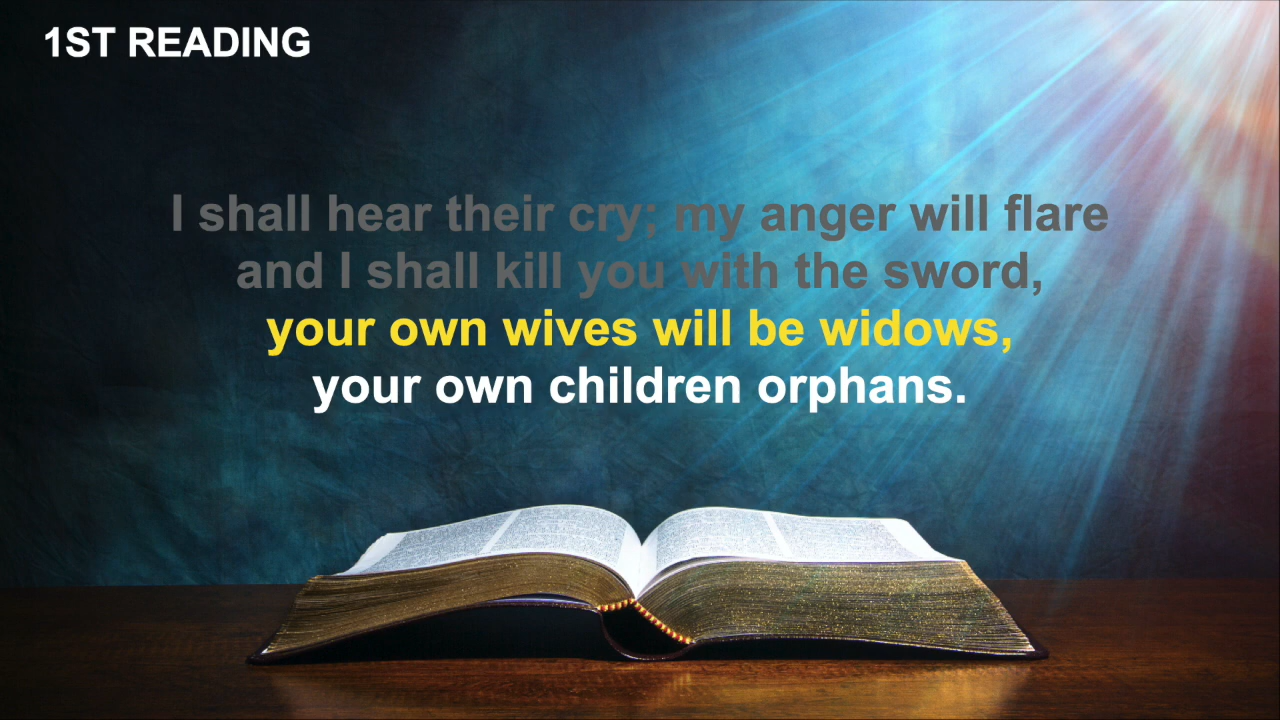 1ST READING
I shall hear their cry; my anger will flare
and I shall kill you with the sword,
your own wives will be widows,
your own children orphans.